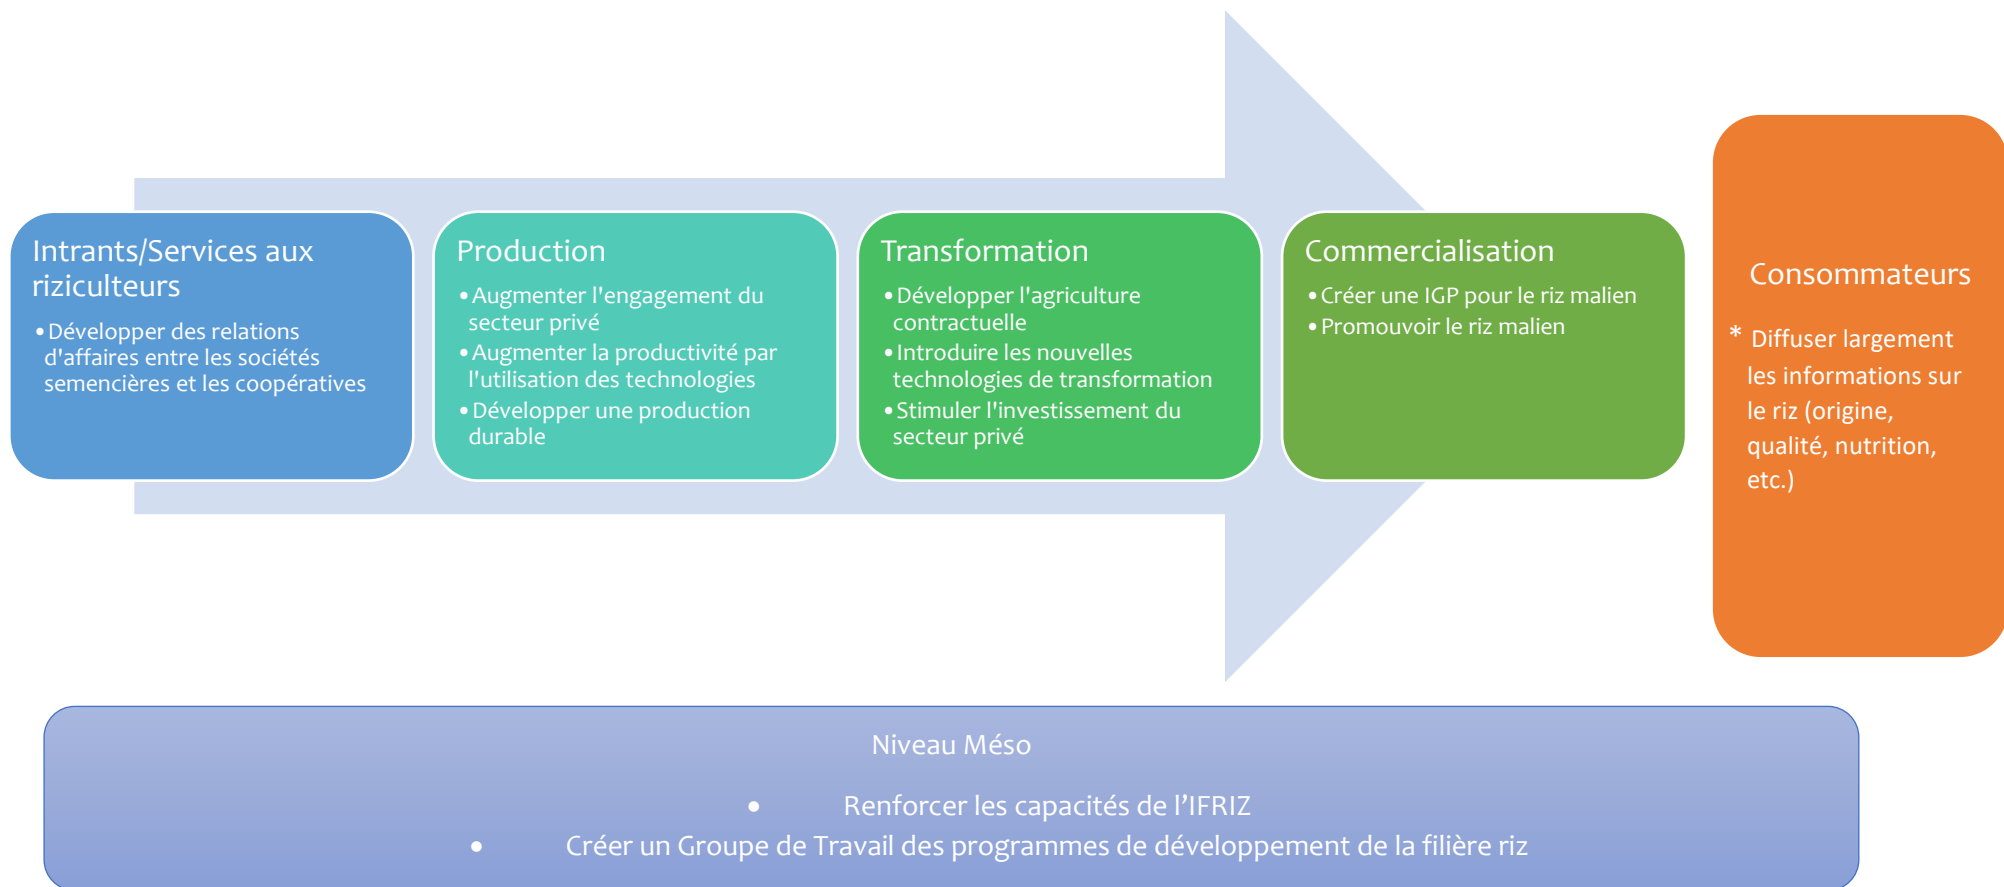 Intrants/Services aux
riziculteurs
•Développer des relations
d'affaires entre les sociétés
semencières et les coopératives
Production
•Augmenter l'engagement du
secteur privé
•Augmenter la productivité par
l'utilisation des technologies
•Développer une production
durable
Transformation
•Développer l'agriculture
contractuelle
•Introduire les nouvelles
technologies de transformation
•Stimuler l'investissement du
secteur privé
Commercialisation
•Créer une IGP pour le riz malien
•Promouvoir le riz malien
Consommateurs
* Diffuser largement
les informations sur
le riz (origine,
qualité, nutrition,
etc.)
Niveau Méso
• Renforcer les capacités de l’IFRIZ
• Créer un Groupe de Travail des programmes de développement de la filière riz